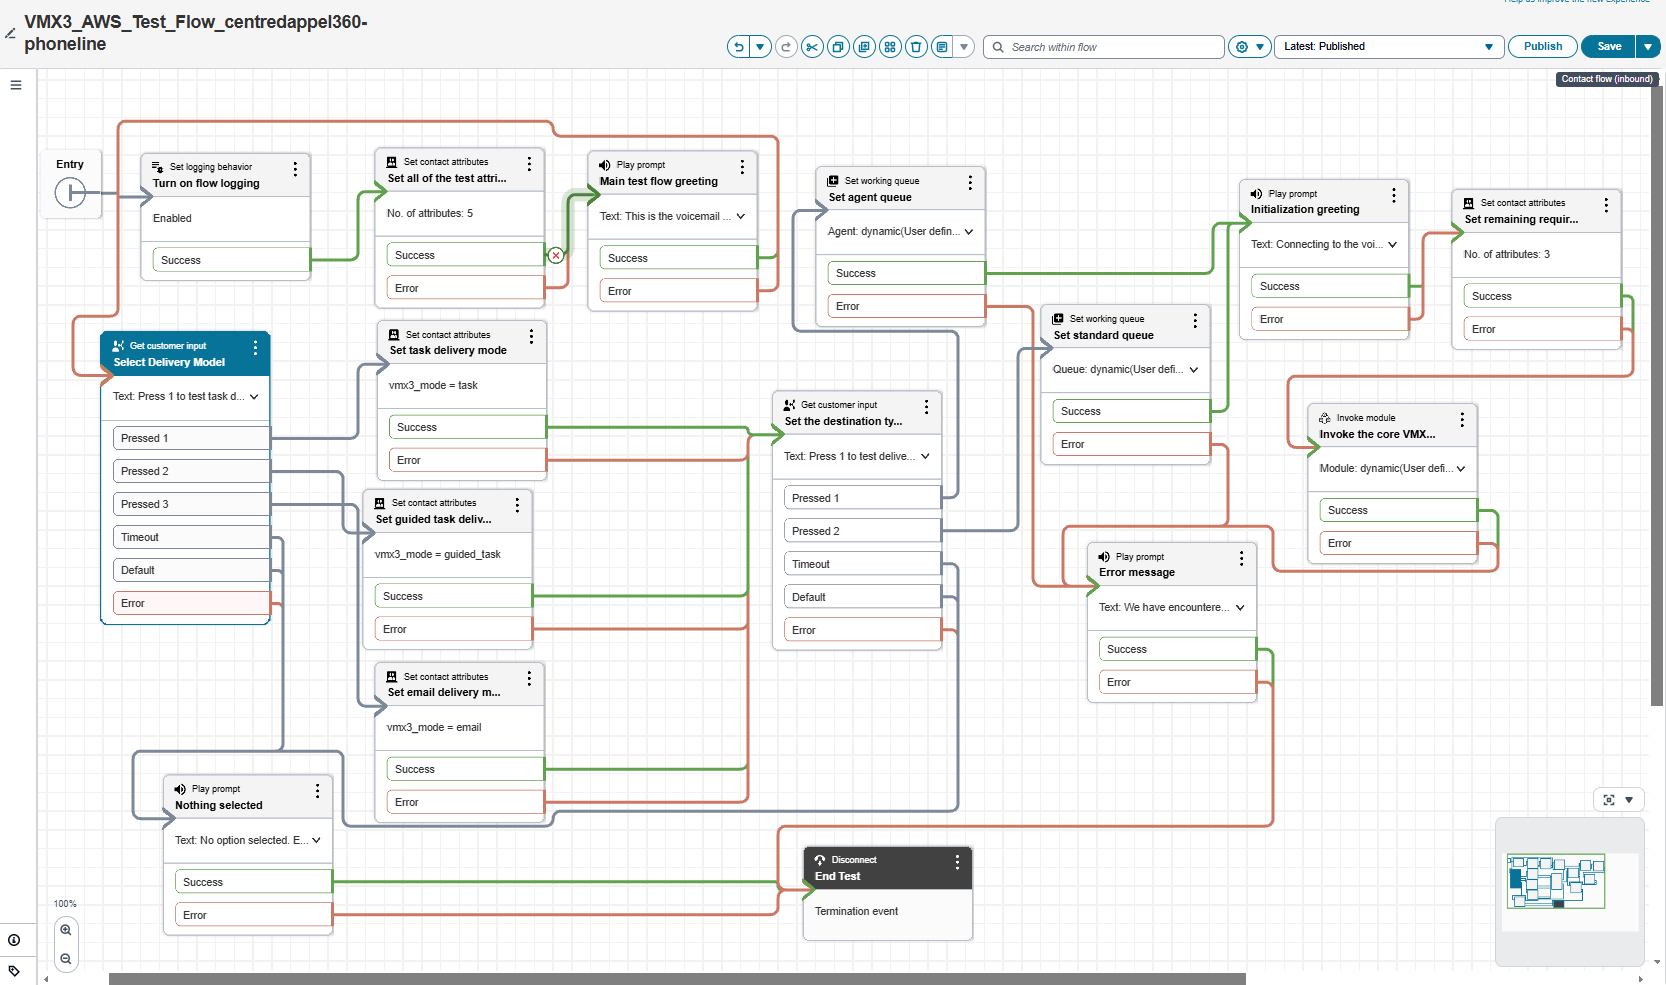 VMX3_AWS_Test_Flow_centredappel360-
phoneline
Search within flow
Latest: Published
Publish
Save
Contact flow (inbound)
Entry
Set logging behavior
Turn on flow logging
Enabled
Success
Set contact attributes
Set all of the test attri...
No. of attributes: 5
Success
Error
Play prompt
Main test flow greeting
Text: This is the voicemail ...
Success
Error
Set working queue
Set agent queue
Agent: dynamic(User defin...
Success
Error
Play prompt
Initialization greeting
Text: Connecting to the voi...
Success
Error
Set contact attributes
Set remaining requir...
No. of attributes: 3
Success
Error
Get customer input
Select Delivery Model
Text: Press 1 to test task d...
Pressed 1
Pressed 2
Pressed 3
Timeout
Default
Error
Set contact attributes
Set task delivery mode
vmx3_mode = task
Success
Error
Set contact attributes
Set guided task deliv...
vmx3_mode = guided_task
Success
Error
Set contact attributes
Set email delivery m...
vmx3_mode = email
Success
Error
Get customer input
Set the destination ty...
Text: Press 1 to test delive...
Pressed 1
Pressed 2
Timeout
Default
Error
Set working queue
Set standard queue
Queue: dynamic(User defi...
Success
Error
Invoke module
Invoke the core VMX...
Module: dynamic(User defi...
Success
Error
Play prompt
Error message
Text: We have encountere...
Success
Error
Play prompt
Nothing selected
Text: No option selected. E...
Success
Error
Disconnect
End Test
Termination event
100%